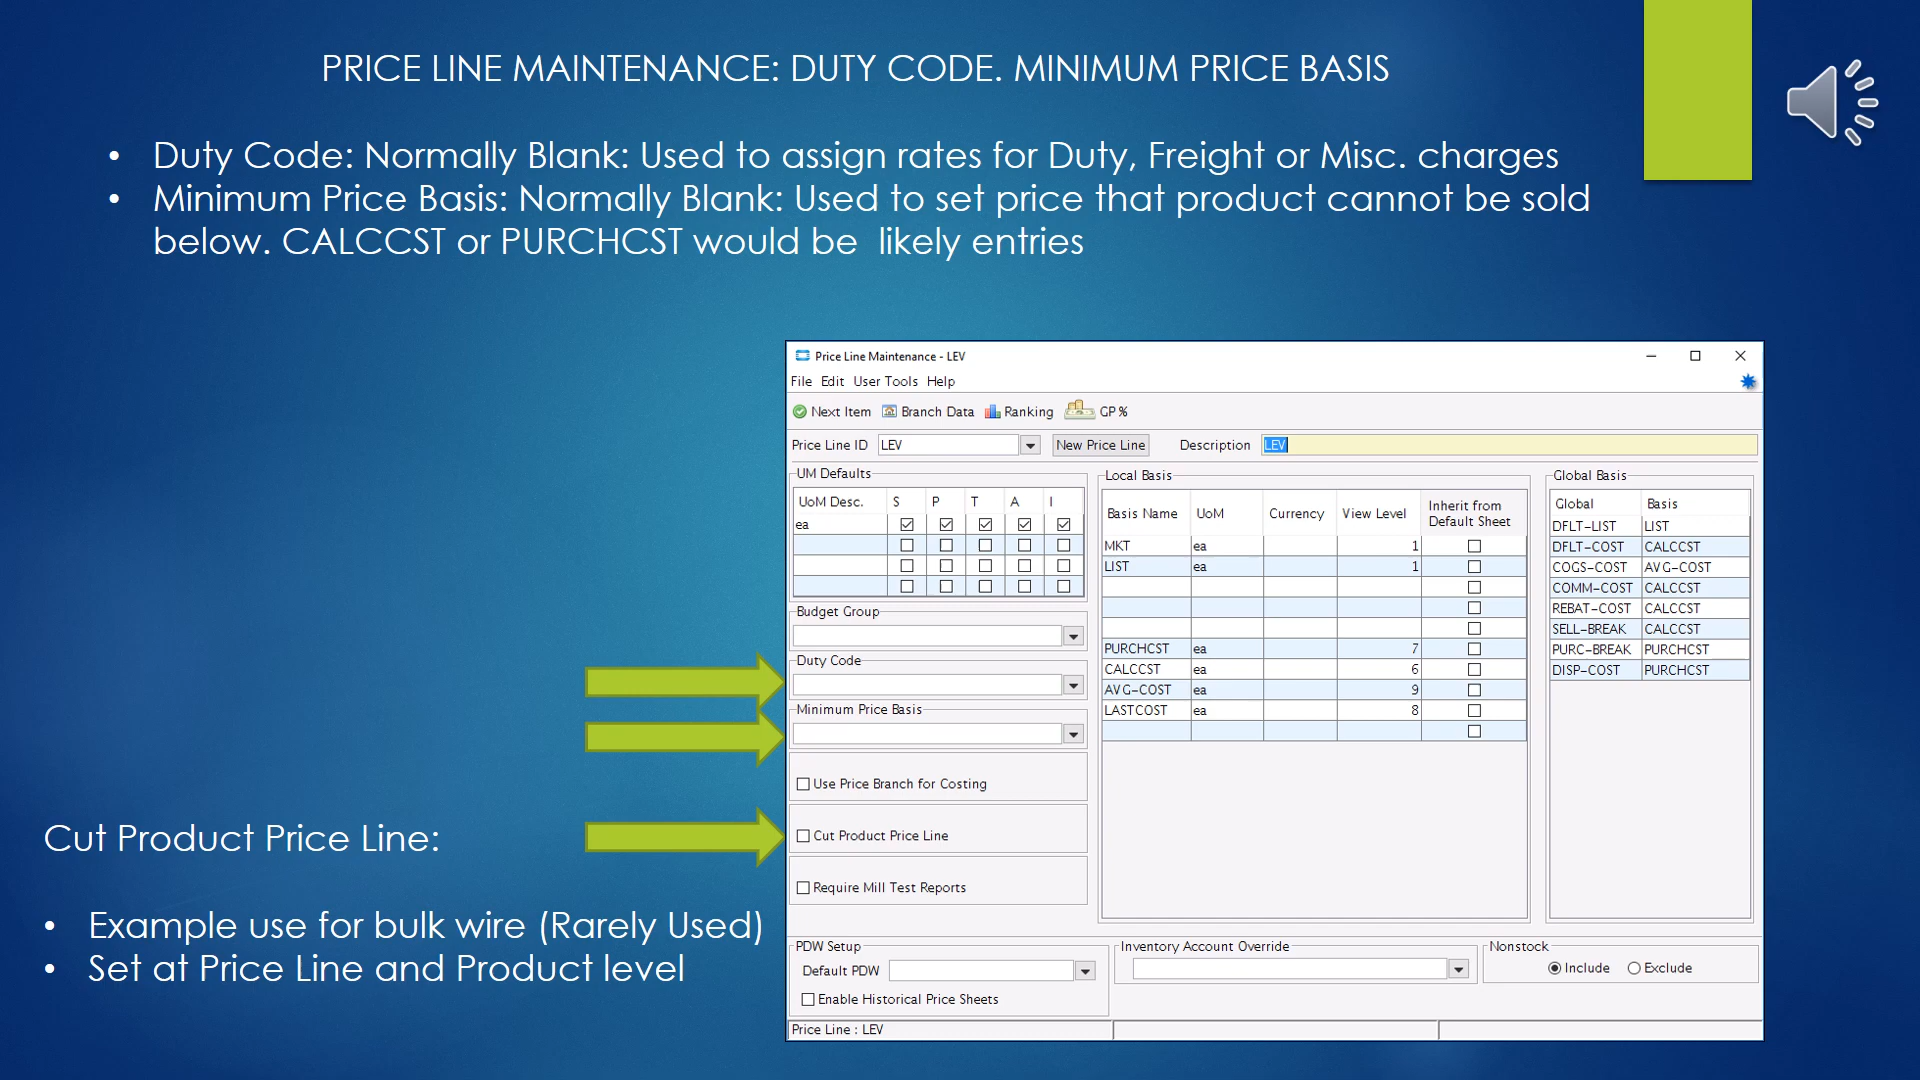 PRICE LINE MAINTENANCE: DUTY CODE. MINIMUM PRICE BASIS
• Duty Code: Normally Blank: Used to assign rates for Duty, Freight or Misc. charges
• Minimum Price Basis: Normally Blank: Used to set price that product cannot be sold
below. CALCCST or PURCHCST would be likely entries
Cut Product Price Line:
• Example use for bulk wire (Rarely Used)
• Set at Price Line and Product level
Price Line Maintenance - LEV
File Edit User Tools Help
Next Item Branch Data Ranking GP %
Price Line ID LEV New Price Line Description LEV
UM Defaults
UoM Desc. S P T A I
ea
Budget Group
Duty Code
Minimum Price Basis
Use Price Branch for Costing
Cut Product Price Line
Require Mill Test Reports
Local Basis
Basis Name UoM Currency View Level Inherit from
Default Sheet
MKT ea 1
LIST ea 1
PURCHCST ea 7
CALCCST ea 6
AVG-COST ea 9
LASTCOST ea 8
Global Basis
Global Basis
DFLT-LIST LIST
DFLT-COST CALCCST
COGS-COST AVG-COST
COMM-COST CALCCST
REBAT-COST CALCCST
SELL-BREAK CALCCST
PURC-BREAK PURCHCST
DISP-COST PURCHCST
PDW Setup
Default PDW
Enable Historical Price Sheets
Inventory Account Override
Nonstock
Include Exclude
Price Line : LEV